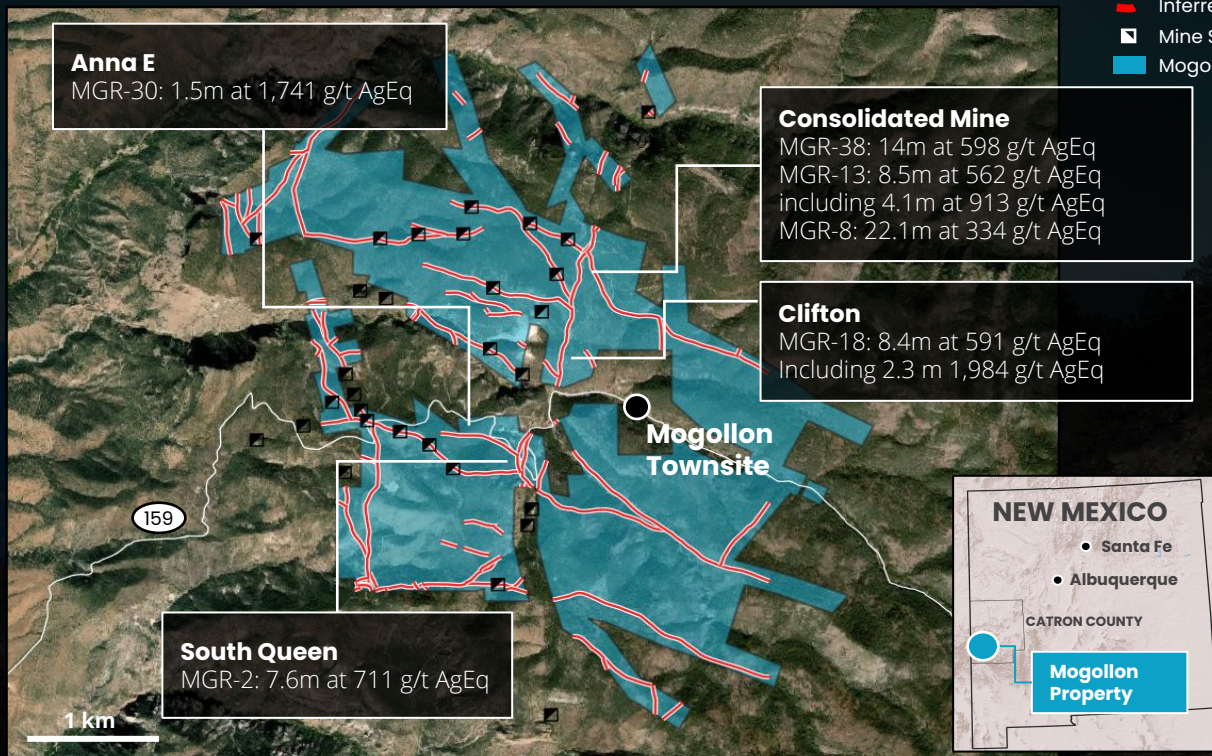 Mine S
Mogo
Anna E
MGR-30: 1.5m at 1,741 g/t AgEq
Consolidated Mine
MGR-38: 14m at 598 g/t AgEq
MGR-13: 8.5m at 562 g/t AgEq
including 4.1m at 913 g/t AgEq
MGR-8: 22.1m at 334 g/t AgEq
Clifton
MGR-18: 8.4m at 591 g/t AgEq
Including 2.3 m 1,984 g/t AgEq
Mogollon
Townsite
159
South Queen
MGR-2: 7.6m at 711 g/t AgEq
1 km
NEW MEXICO
Santa Fe
Albuquerque
CATRON COUNTY
Mogollon
Property